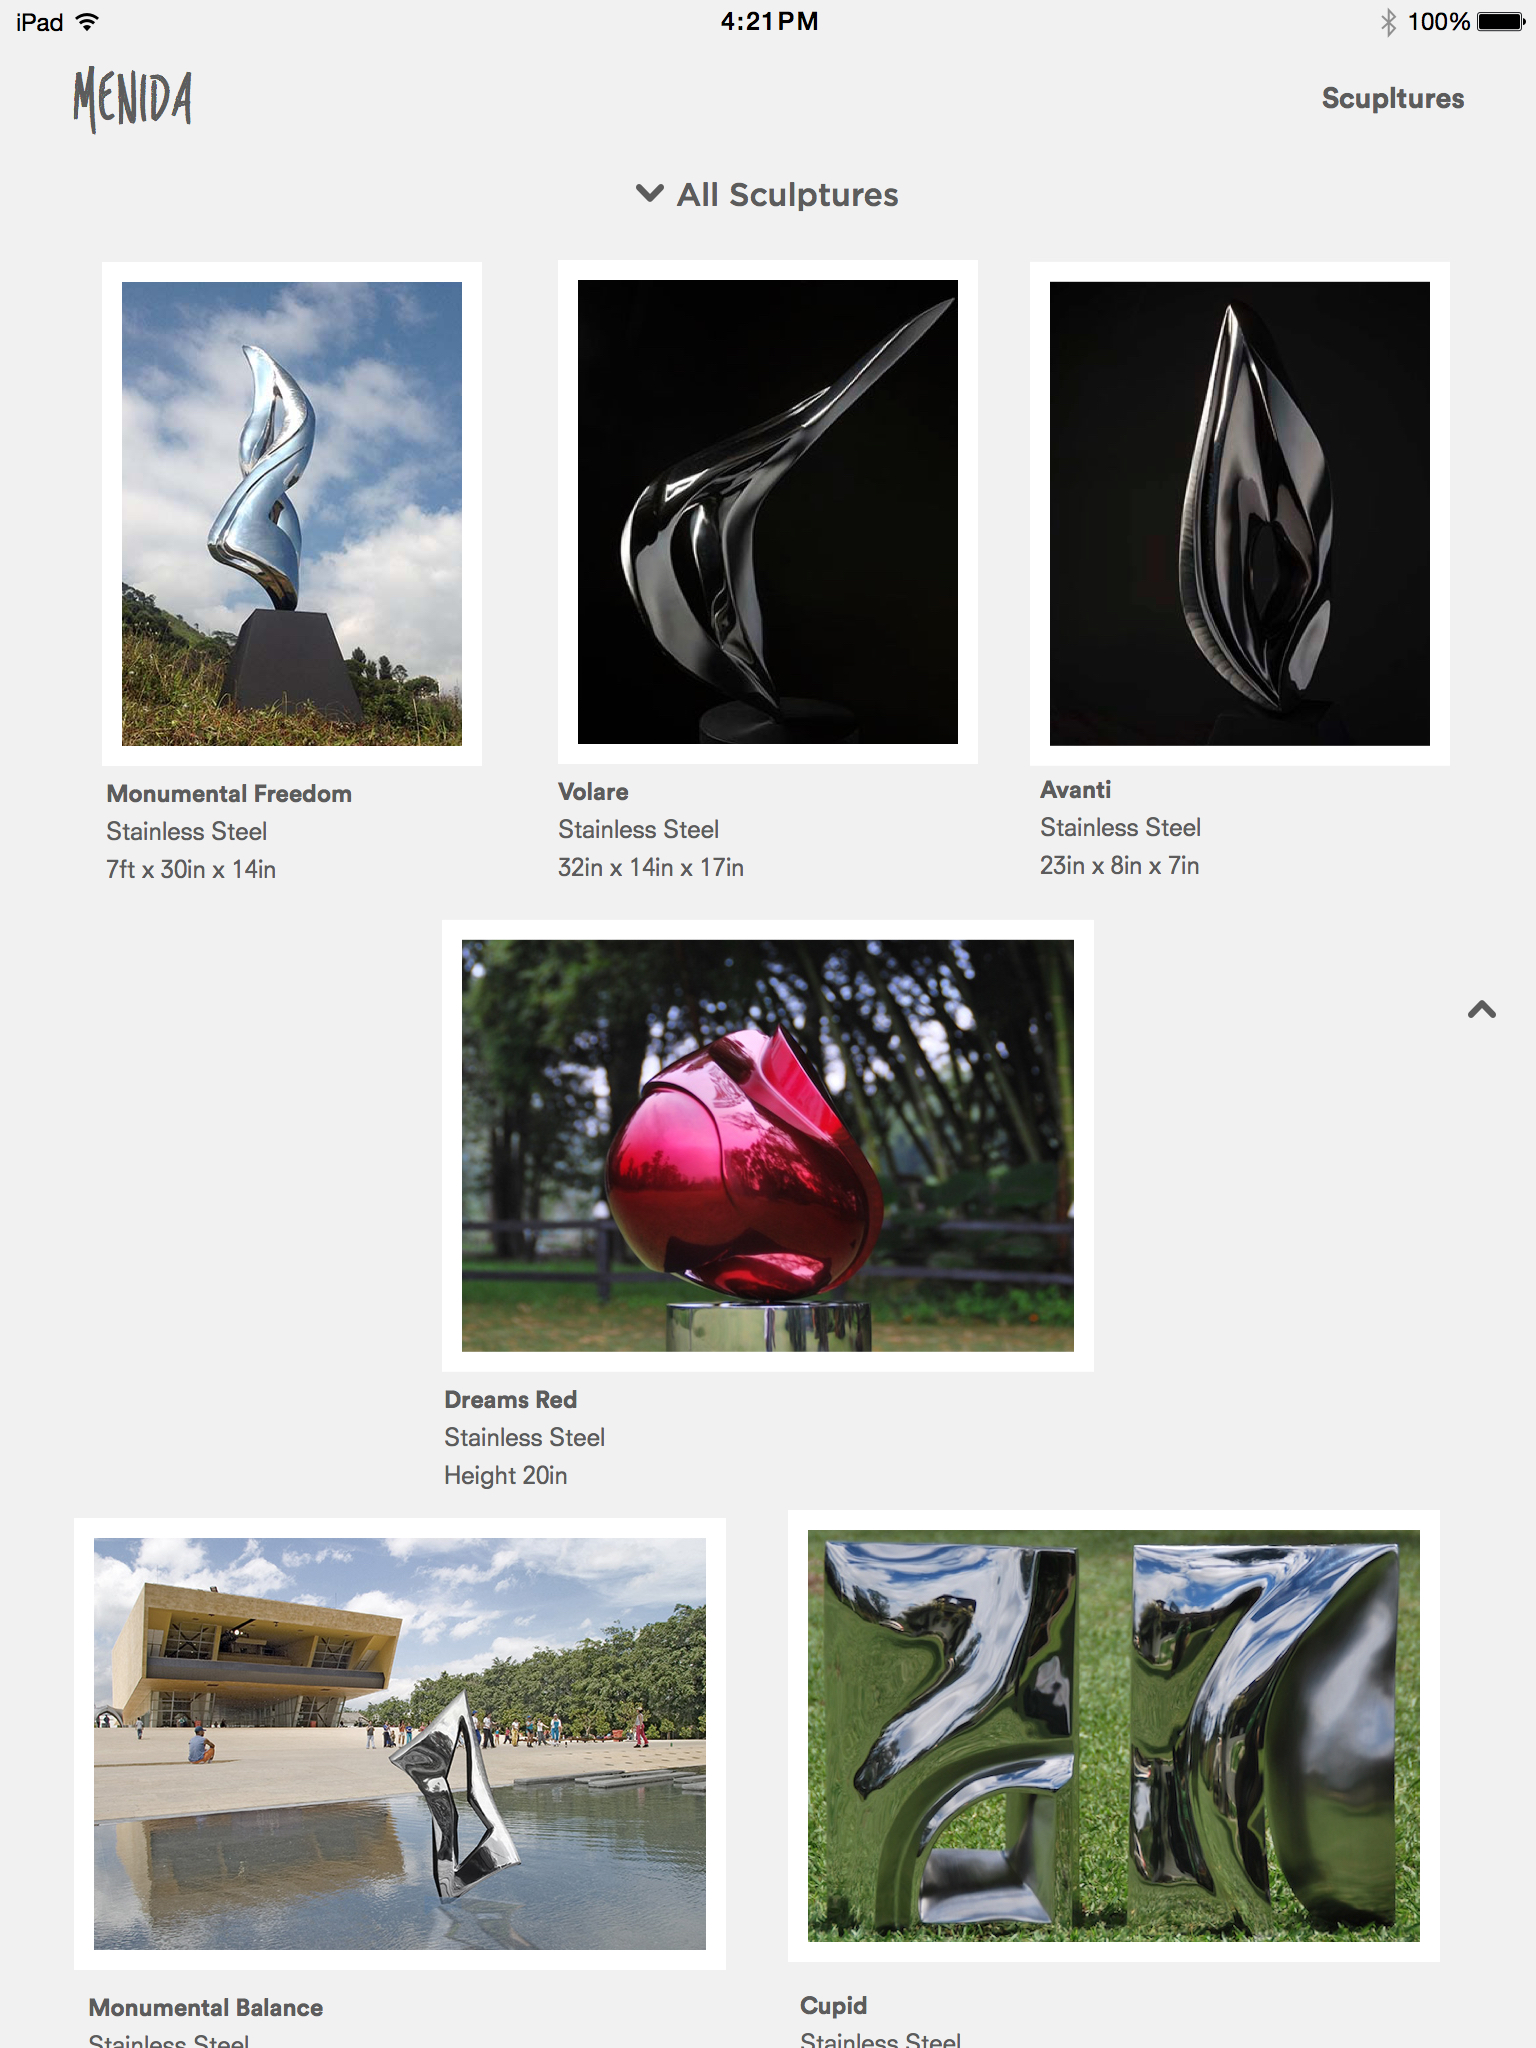 iPad 4:21PM 100%
MENIDA
Scupltures
All Sculptures
Monumental Freedom
Stainless Steel
7ft x 30in x 14in
Volare
Stainless Steel
32in x 14in x 17in
Avanti
Stainless Steel
23in x 8in x 7in
Dreams Red
Stainless Steel
Height 20in
Monumental Balance
Stainless Steel
Cupid
Stainless Steel